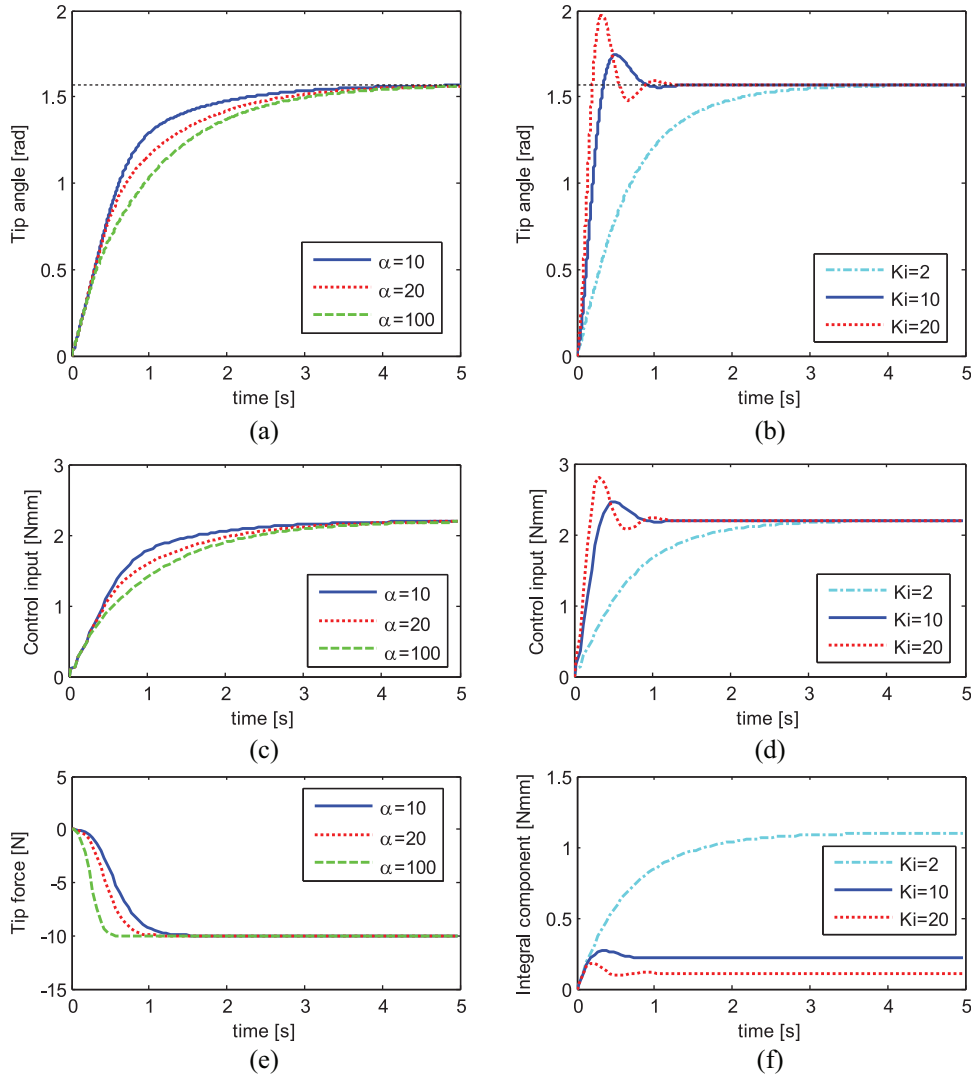 2
1.5
1
0.5
0
Tip angle [rad]
α=10
α=20
α=100
0 1 2 3 4 5
time [s]
(a)
2
1.5
1
0.5
0
Tip angle [rad]
Ki=2
Ki=10
Ki=20
0 1 2 3 4 5
time [s]
(b)
3
2
1
0
Control input [Nmm]
α=10
α=20
α=100
0 1 2 3 4 5
time [s]
(c)
3
2
1
0
Control input [Nmm]
Ki=2
Ki=10
Ki=20
0 1 2 3 4 5
time [s]
(d)
5
0
-5
-10
-15
Tip force [N]
α=10
α=20
α=100
0 1 2 3 4 5
time [s]
(e)
1.5
1
0.5
0
Integral component [Nmm]
Ki=2
Ki=10
Ki=20
0 1 2 3 4 5
time [s]
(f)